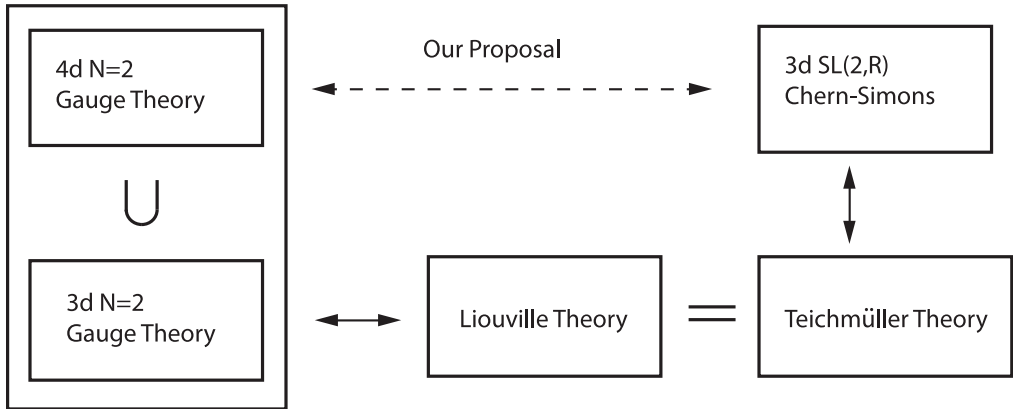 4d N=2
Gauge Theory
Our Proposal
3d SL(2,R)
Chern-Simons
∪
3d N=2
Gauge Theory
Liouville Theory
=
Teichmüller Theory